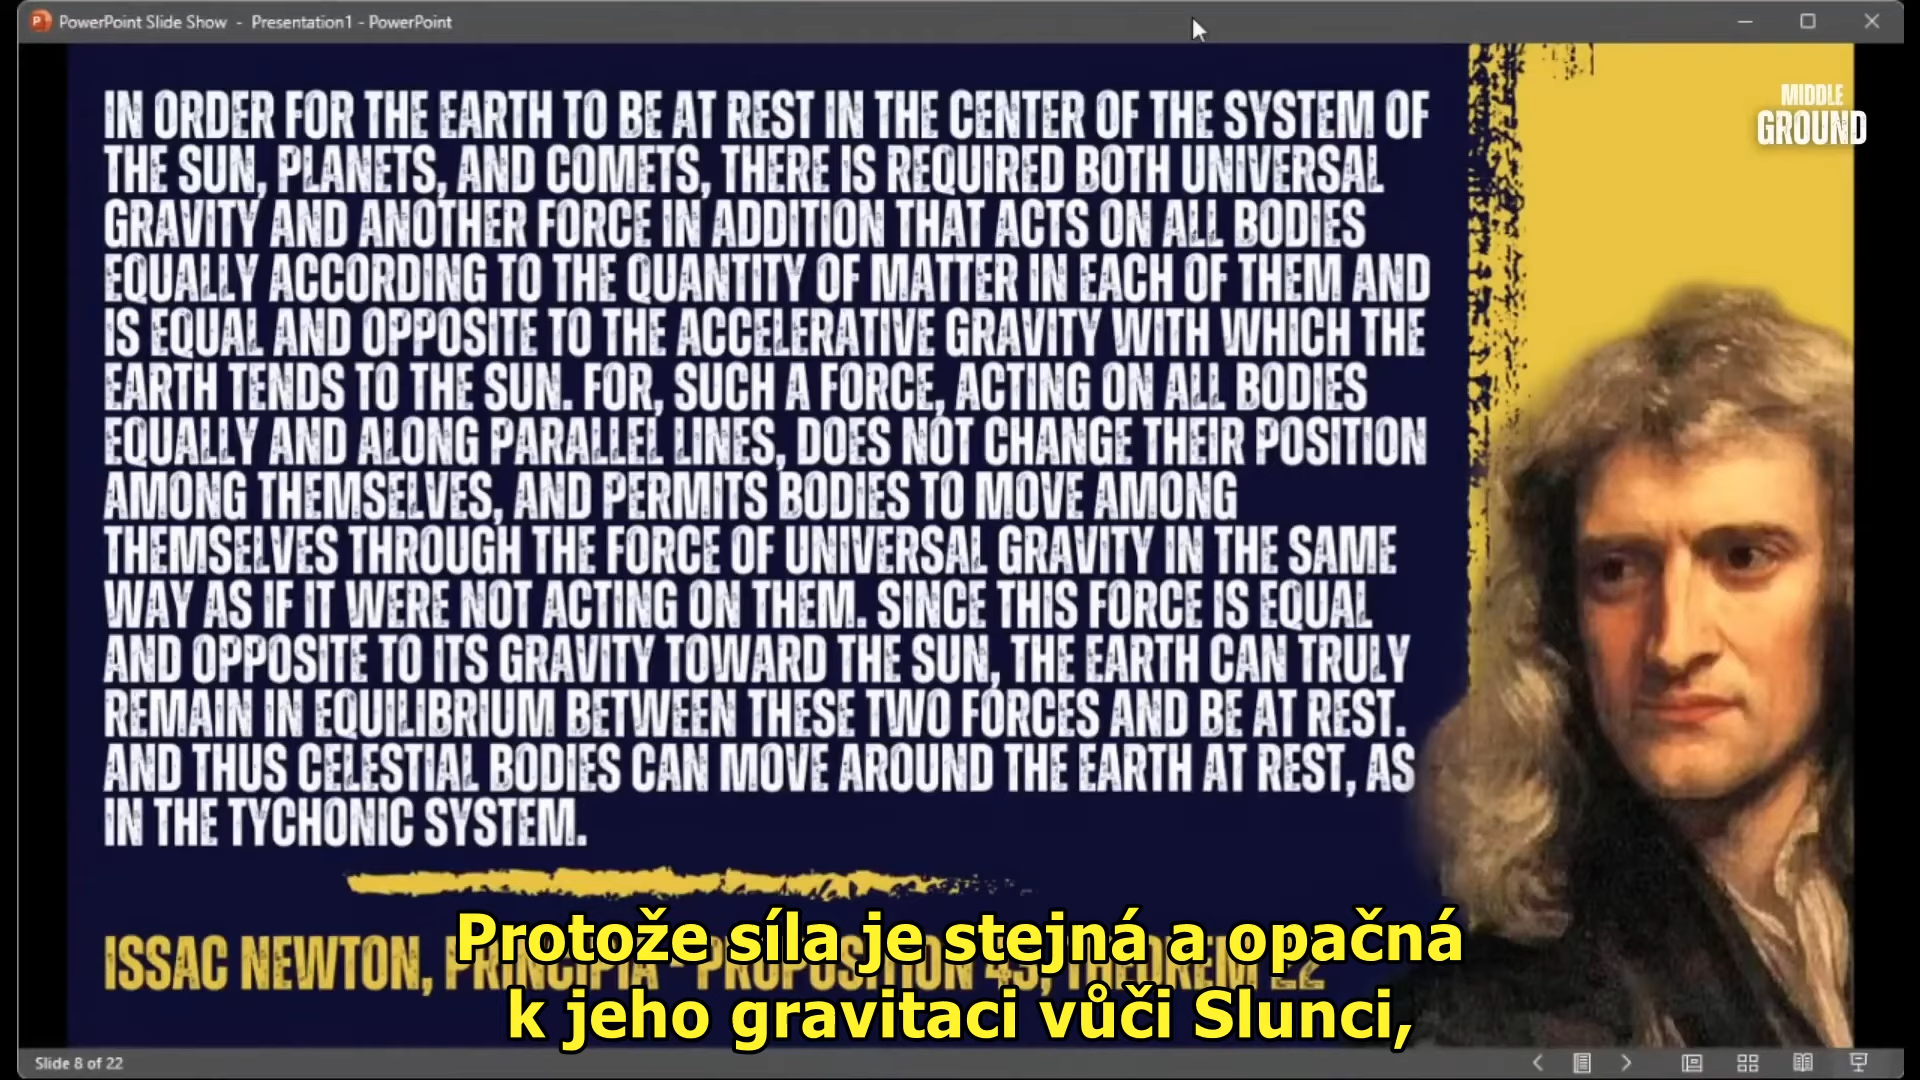 PowerPoint Slide Show - Presentation1 - PowerPoint
MIDDLE
GROUND
IN ORDER FOR THE EARTH TO BE AT REST IN THE CENTER OF THE SYSTEM OF
THE SUN, PLANETS, AND COMETS, THERE IS REQUIRED BOTH UNIVERSAL
GRAVITY AND ANOTHER FORCE IN ADDITION THAT ACTS ON ALL BODIES
EQUALLY ACCORDING TO THE QUANTITY OF MATTER IN EACH OF THEM AND
IS EQUAL AND OPPOSITE TO THE ACCELERATIVE GRAVITY WITH WHICH THE
EARTH TENDS TO THE SUN. FOR, SUCH A FORCE, ACTING ON ALL BODIES
EQUALLY AND ALONG PARALLEL LINES, DOES NOT CHANGE THEIR POSITION
AMONG THEMSELVES, AND PERMITS BODIES TO MOVE AMONG
THEMSELVES THROUGH THE FORCE OF UNIVERSAL GRAVITY IN THE SAME
WAY AS IF IT WERE NOT ACTING ON THEM. SINCE THIS FORCE IS EQUAL
AND OPPOSITE TO ITS GRAVITY TOWARD THE SUN, THE EARTH CAN TRULY
REMAIN IN EQUILIBRIUM BETWEEN THESE TWO FORCES AND BE AT REST.
AND THUS CELESTIAL BODIES CAN MOVE AROUND THE EARTH AT REST, AS
IN THE TYCHONIC SYSTEM.
ISSAC NEWTON, PRINCIPIA - PROPOSITION 43, THEOREM 22
Protože síla je stejná a opačná
k jeho gravitaci vůči Slunci,
Slide 8 of 22